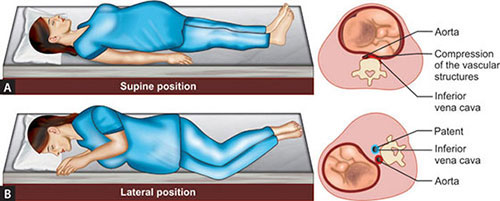 A
Supine position
Aorta
Compression
of the vascular
structures
Inferior
vena cava
B
Lateral position
Patent
Inferior
vena cava
Aorta